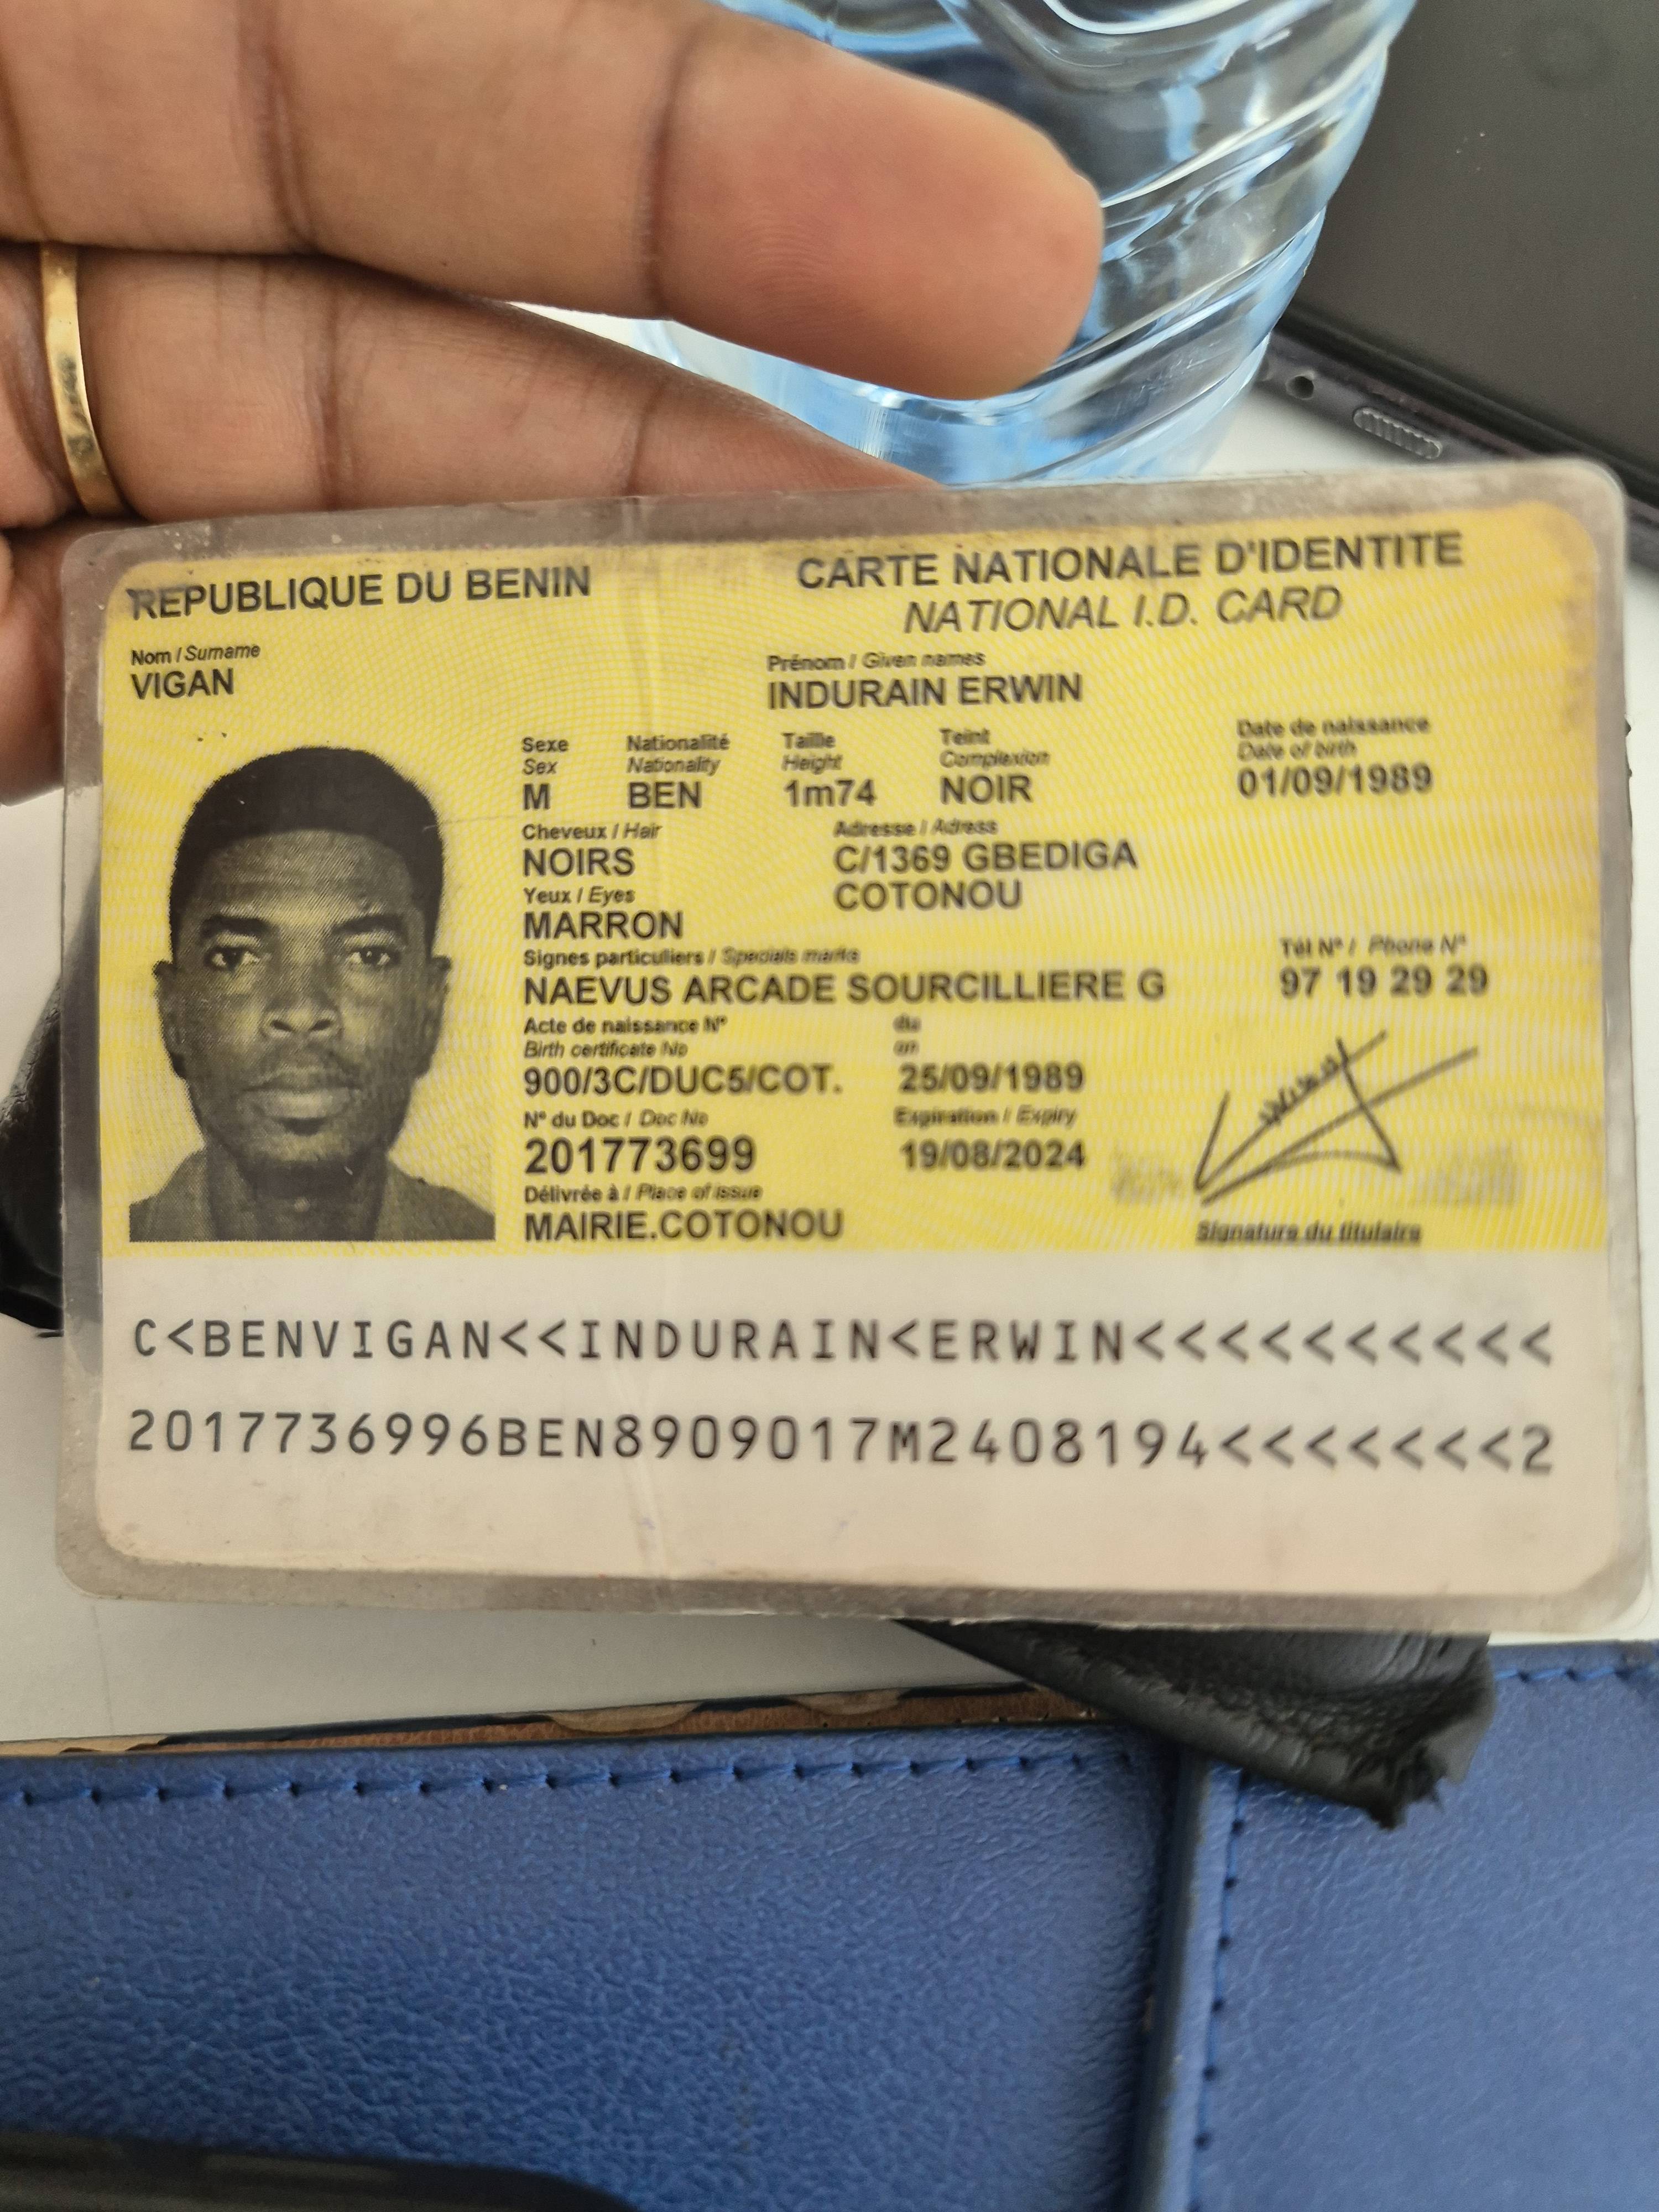 REPUBLIQUE DU BENIN
CARTE NATIONALE D'IDENTITE
NATIONAL I.D. CARD
Nom / Surname
VIGAN
Prénom / Given names
INDURAIN ERWIN
Sexe Nationalité Taille Teint Date de naissance
Sex Nationality Height Complexion Date of birth
M BEN 1m74 NOIR 01/09/1989
Cheveux / Hair
NOIRS
Adresse / Adress
C/1369 GBEDIGA
COTONOU
Yeux / Eyes
MARRON
Signes particuliers / Specials marks
NAEVUS ARCADE SOURCILLIERE G
Tél N° / Phone N°
97 19 29 29
Acte de naissance N° du
Birth certificate No on
900/3C/DUC5/COT. 25/09/1989
N° du Doc / Doc No Expiration / Expiry
201773699 19/08/2024
Délivrée à / Place of issue
MAIRIE.COTONOU
Signature du titulaire
C<BENVIGAN<<INDURAIN<ERWIN<<<<<<<<<<
2017736996BEN8909017M2408194<<<<<<<2